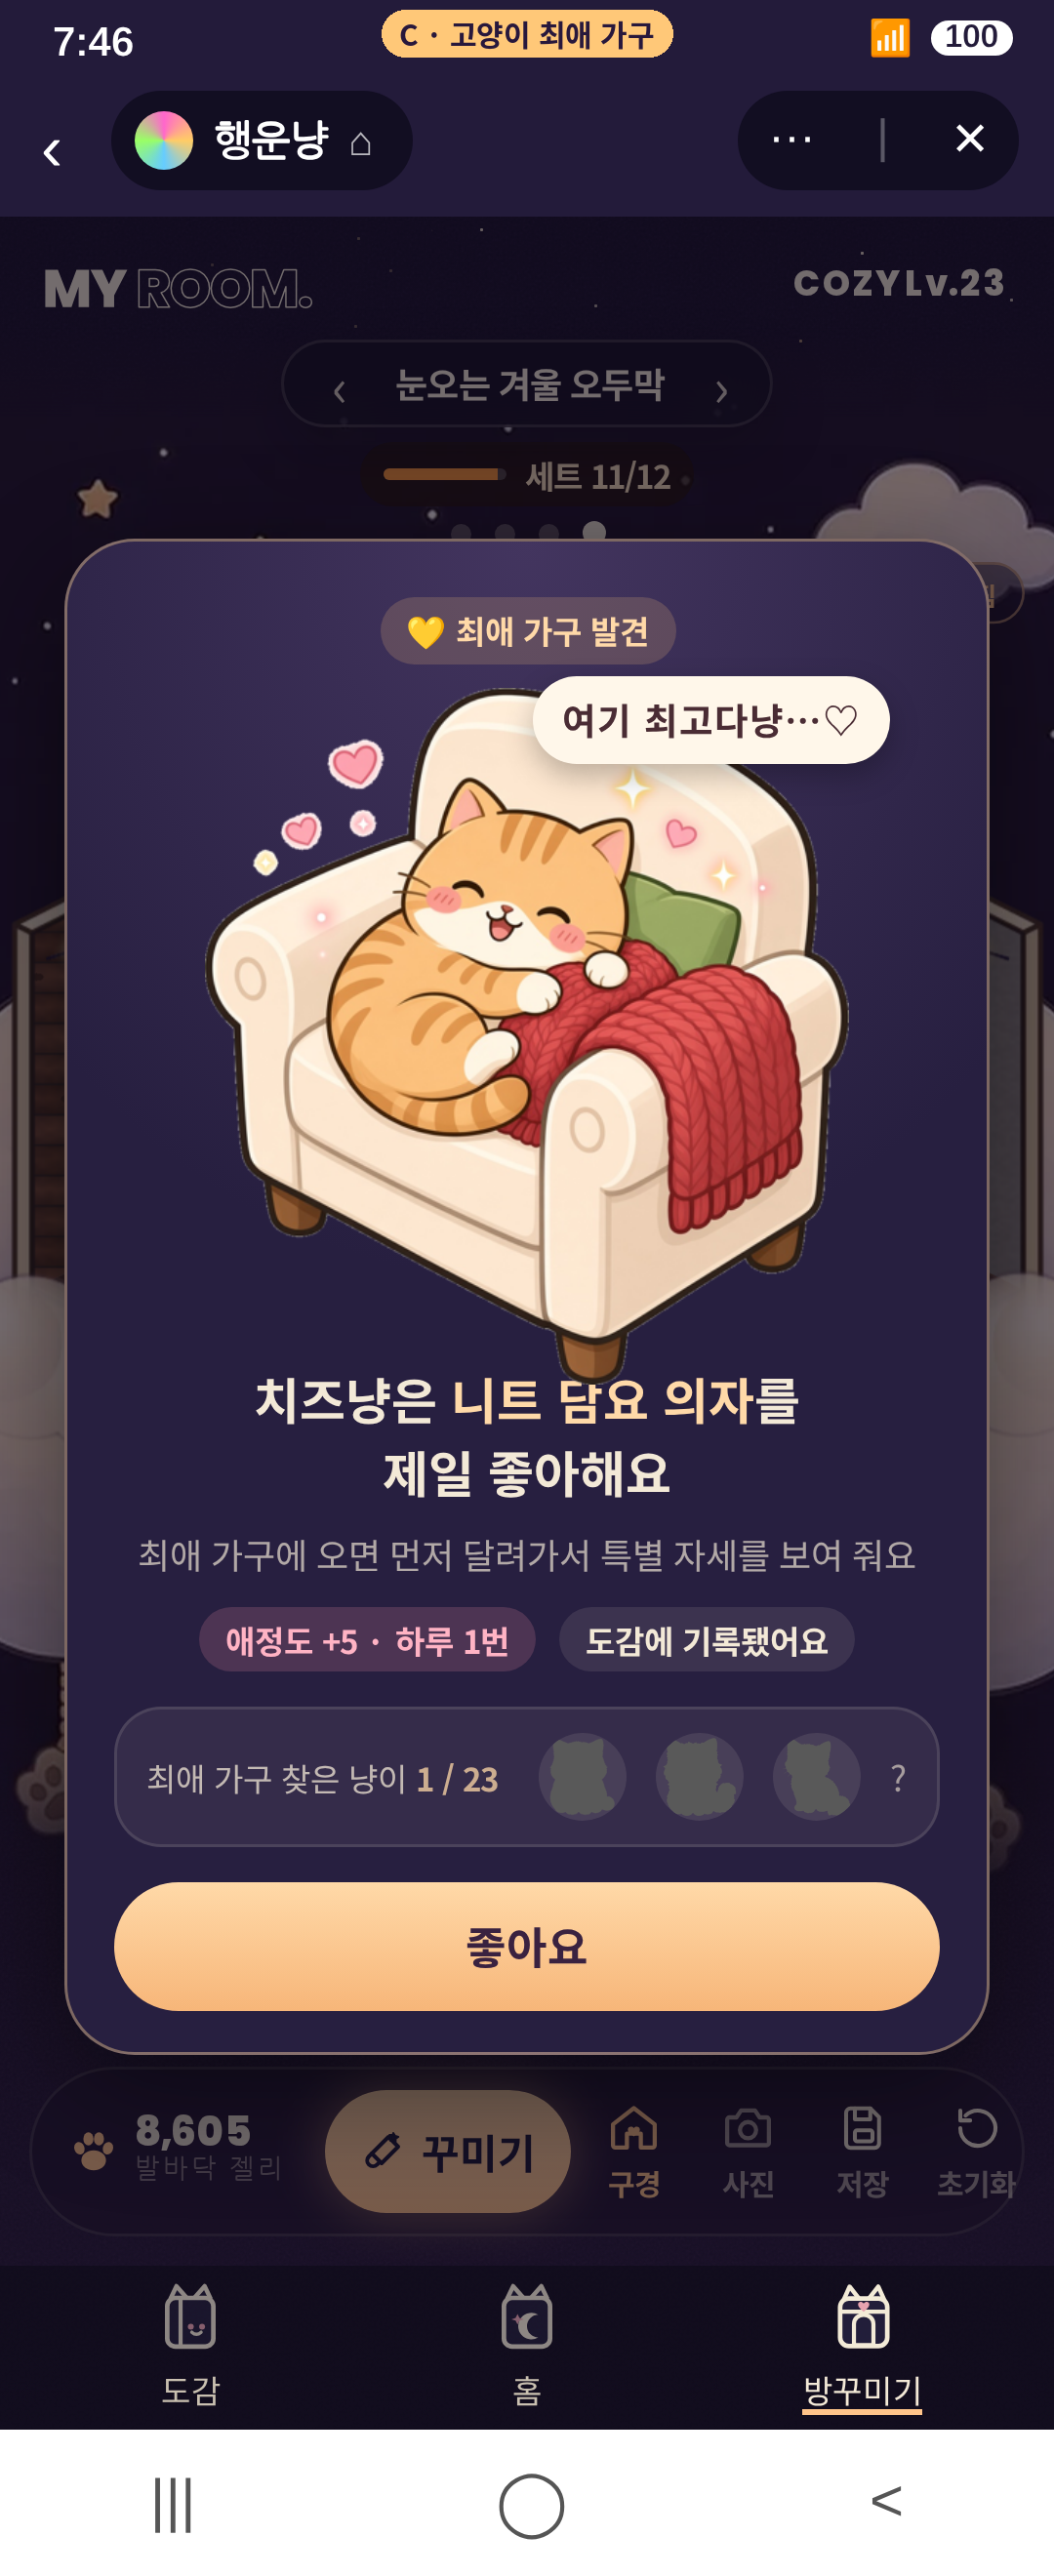 7:46
C · 고양이 최애 가구
100
행운냥
MY ROOM.
COZY Lv.23
눈오는 겨울 오두막
세트 11/12
최애 가구 발견
여기 최고다냥…♡
치즈냥은 니트 담요 의자를
제일 좋아해요
최애 가구에 오면 먼저 달려가서 특별 자세를 보여 줘요
애정도 +5 · 하루 1번
도감에 기록됐어요
최애 가구 찾은 냥이 1 / 23
?
좋아요
8,605
발바닥 젤리
꾸미기
구경
사진
저장
초기화
도감
홈
방꾸미기